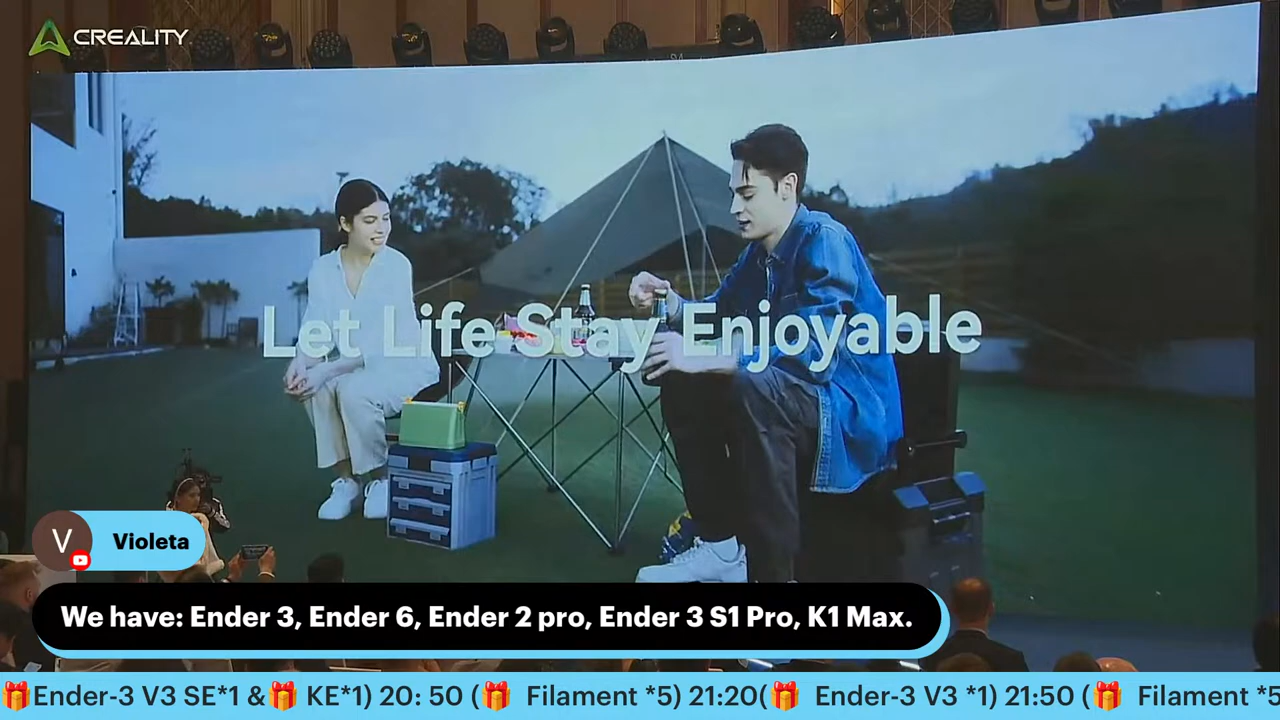 CREALITY
Let Life Stay Enjoyable
V
Violeta
We have: Ender 3, Ender 6, Ender 2 pro, Ender 3 S1 Pro, K1 Max.
Ender-3 V3 SE*1 & KE*1) 20: 50 ( Filament *5) 21:20( Ender-3 V3 *1) 21:50 ( Filament *5